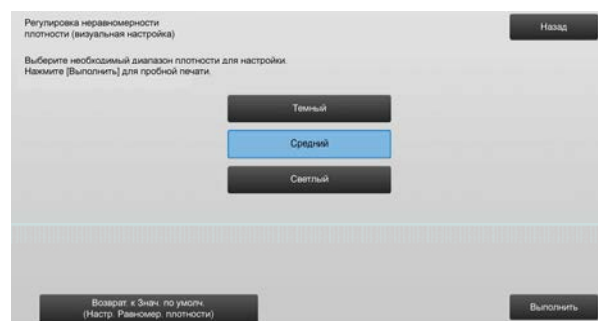 Регулировка неравномерности
плотности (визуальная настройка)
Назад
Выберите необходимый диапазон плотности для настройки.
Нажмите [Выполнить] для пробной печати.
Темный
Средний
Светлый
Возврат к Знач. по умолч.
(Настр. Равномер. плотности)
Выполнить